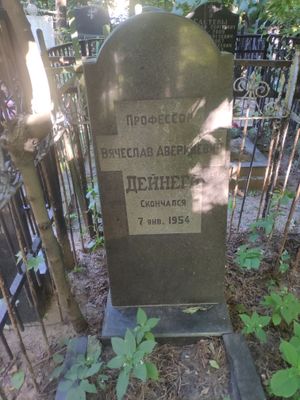 Профессор
Вячеслав Аверкиевич
Дейнега
Скончался
7 янв. 1954